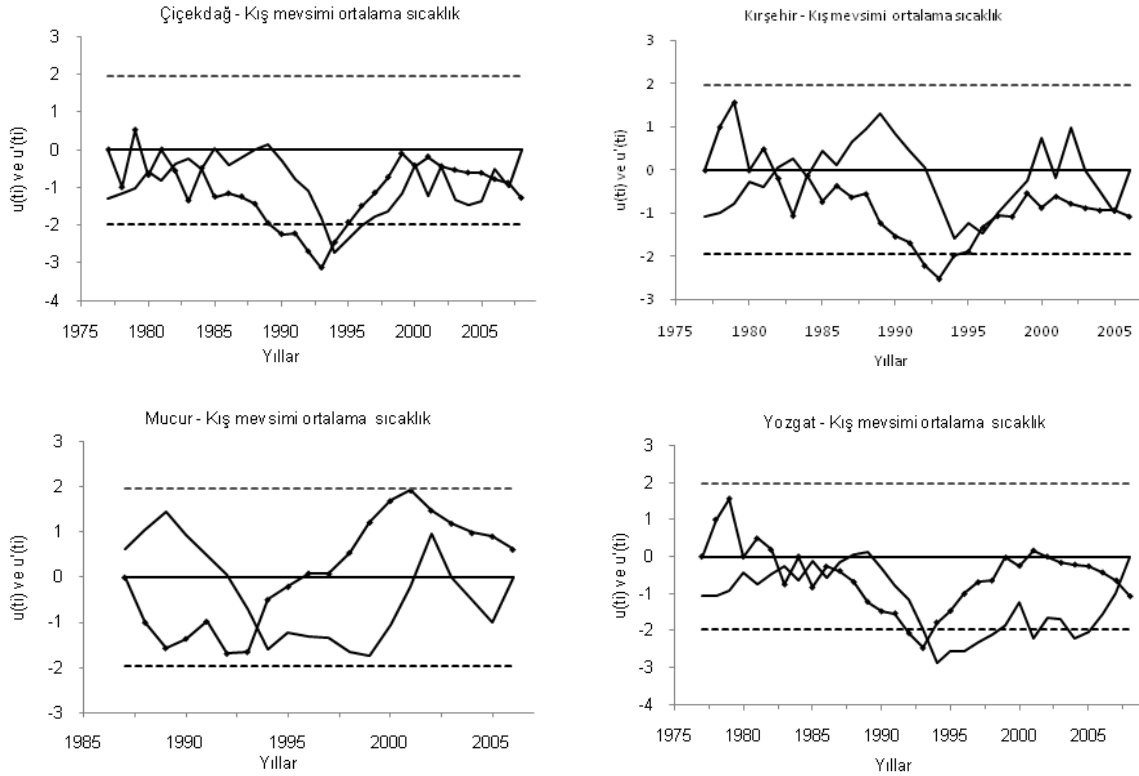 Çiçekdağ - Kış mevsimi ortalama sıcaklık
3
2
1
0
-1
-2
-3
-4
u(ti) ve u'(ti)
1975 1980 1985 1990 1995 2000 2005
Yıllar
Kırşehir - Kış mevsimi ortalama sıcaklık
3
2
1
0
-1
-2
-3
u(ti) ve u'(ti)
1975 1980 1985 1990 1995 2000 2005
Yıllar
Mucur - Kış mevsimi ortalama sıcaklık
3
2
1
0
-1
-2
-3
u(ti) ve u'(ti)
1985 1990 1995 2000 2005
Yıllar
Yozgat - Kış mevsimi ortalama sıcaklık
3
2
1
0
-1
-2
-3
-4
u(ti) ve u'(ti)
1975 1980 1985 1990 1995 2000 2005
Yıllar